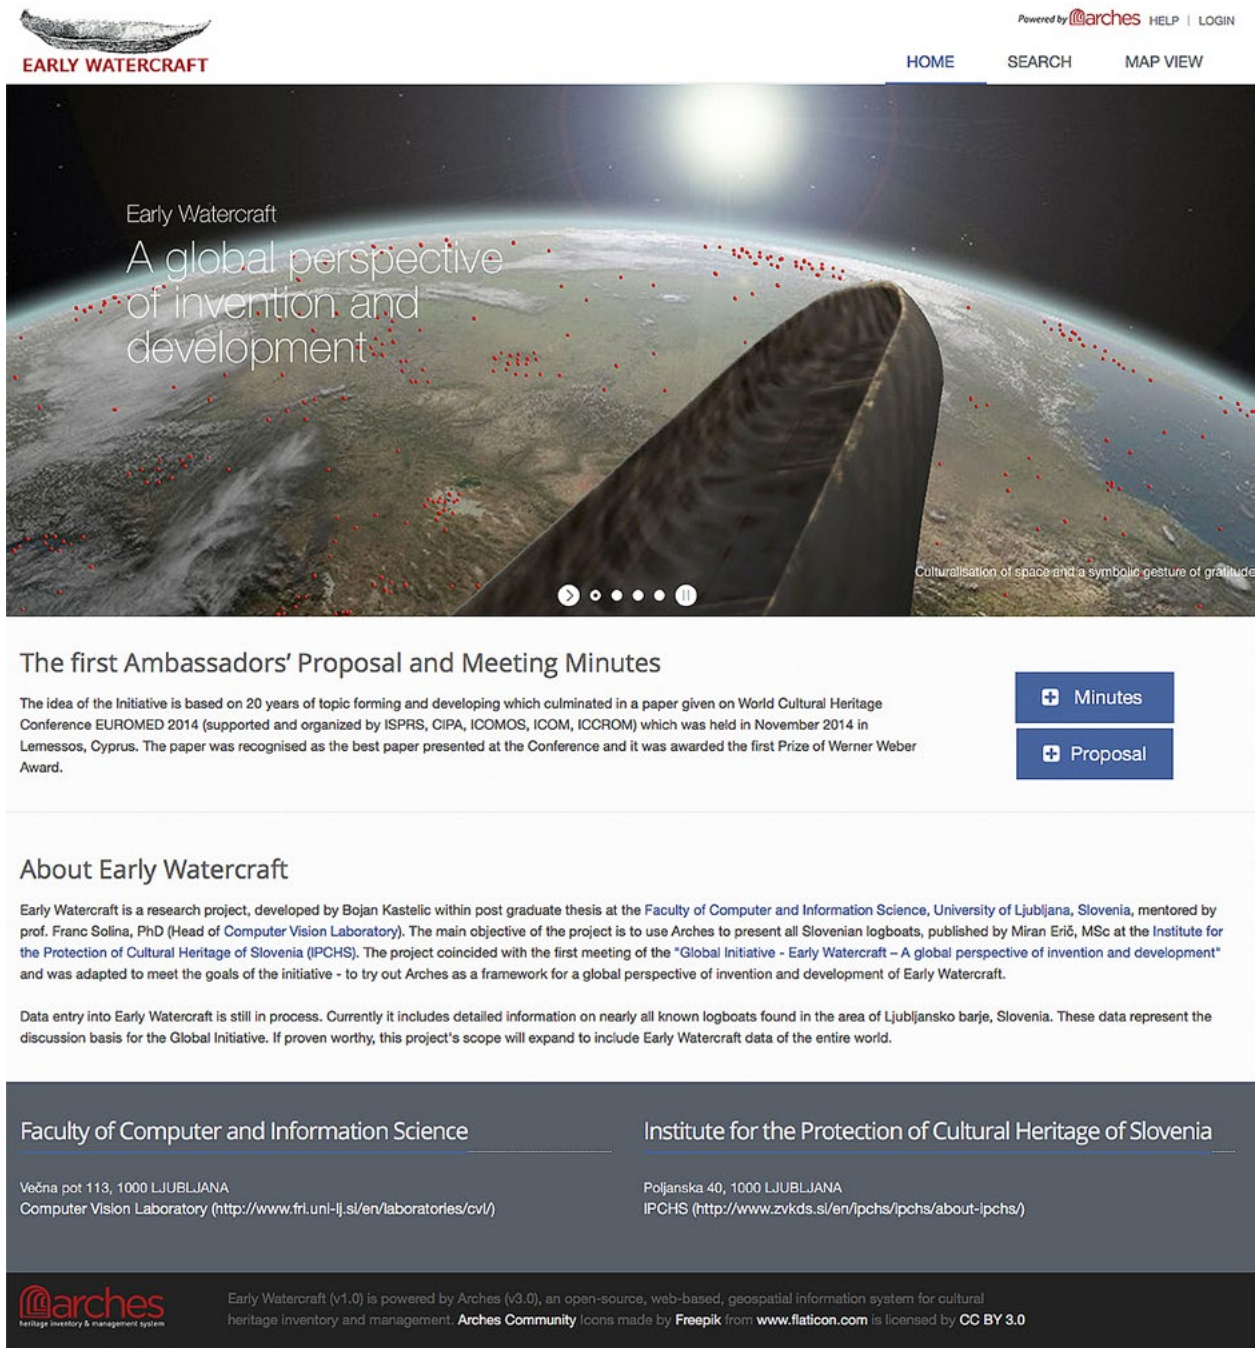 Powered by arches HELP | LOGIN
EARLY WATERCRAFT
HOME SEARCH MAP VIEW
Early Watercraft
A global perspective
of invention and
development
Culturalisation of space and a symbolic gesture of gratitude
The first Ambassadors' Proposal and Meeting Minutes
The idea of the Initiative is based on 20 years of topic forming and developing which culminated in a paper given on World Cultural Heritage
Conference EUROMED 2014 (supported and organized by ISPRS, CIPA, ICOMOS, ICOM, ICCROM) which was held in November 2014 in
Lemessos, Cyprus. The paper was recognised as the best paper presented at the Conference and it was awarded the first Prize of Werner Weber
Award.
Minutes
Proposal
About Early Watercraft
Early Watercraft is a research project, developed by Bojan Kastelic within post graduate thesis at the Faculty of Computer and Information Science, University of Ljubljana, Slovenia, mentored by
prof. Franc Solina, PhD (Head of Computer Vision Laboratory). The main objective of the project is to use Arches to present all Slovenian logboats, published by Miran Erič, MSc at the Institute for
the Protection of Cultural Heritage of Slovenia (IPCHS). The project coincided with the first meeting of the "Global Initiative - Early Watercraft – A global perspective of invention and development"
and was adapted to meet the goals of the initiative - to try out Arches as a framework for a global perspective of invention and development of Early Watercraft.
Data entry into Early Watercraft is still in process. Currently it includes detailed information on nearly all known logboats found in the area of Ljubljansko barje, Slovenia. These data represent the
discussion basis for the Global Initiative. If proven worthy, this project's scope will expand to include Early Watercraft data of the entire world.
Faculty of Computer and Information Science
Večna pot 113, 1000 LJUBLJANA
Computer Vision Laboratory (http://www.fri.uni-lj.si/en/laboratories/cvl/)
Institute for the Protection of Cultural Heritage of Slovenia
Poljanska 40, 1000 LJUBLJANA
IPCHS (http://www.zvkds.si/en/ipchs/ipchs/about-ipchs/)
arches
heritage inventory & management system
Early Watercraft (v1.0) is powered by Arches (v3.0), an open-source, web-based, geospatial information system for cultural
heritage inventory and management. Arches Community Icons made by Freepik from www.flaticon.com is licensed by CC BY 3.0